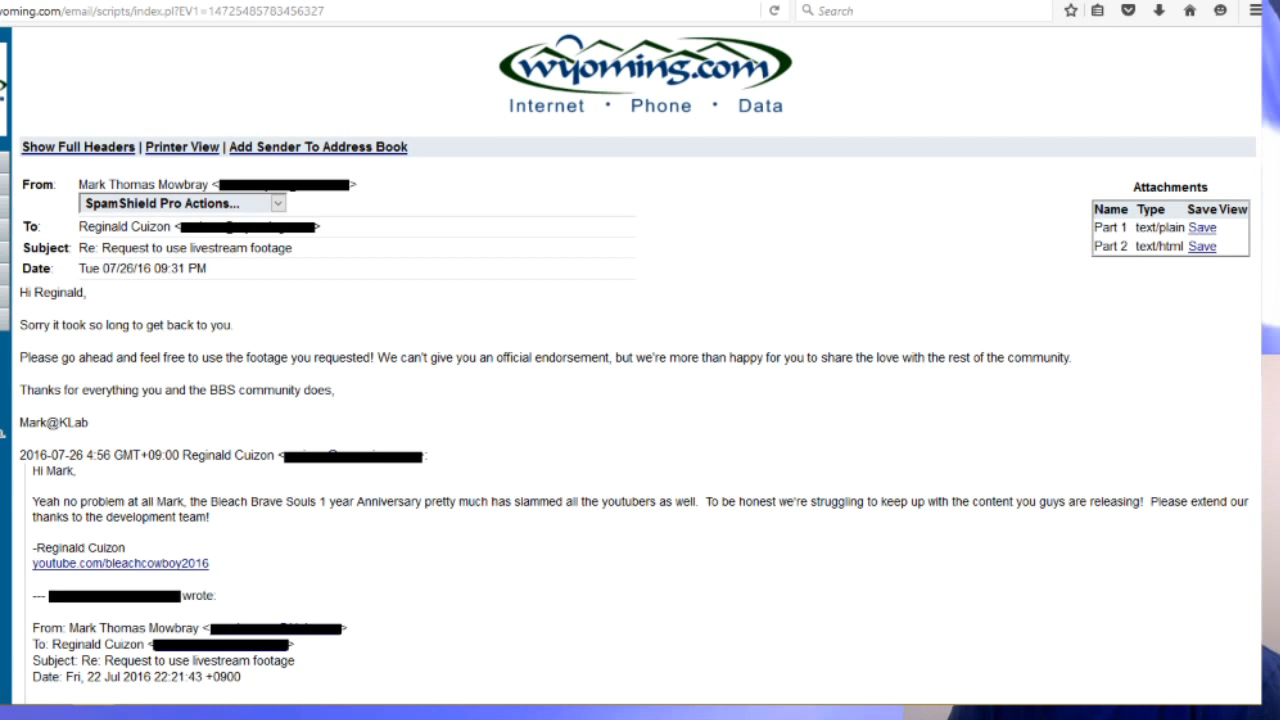 yoming.com/email/scripts/index.pl?EV1=14725485783456327
Search
wyoming.com
Internet · Phone · Data
Show Full Headers | Printer View | Add Sender To Address Book
From: Mark Thomas Mowbray < >
SpamShield Pro Actions...
To: Reginald Cuizon < >
Subject: Re: Request to use livestream footage
Date: Tue 07/26/16 09:31 PM
Attachments
Name Type Save View
Part 1 text/plain Save
Part 2 text/html Save
Hi Reginald,
Sorry it took so long to get back to you.
Please go ahead and feel free to use the footage you requested! We can't give you an official endorsement, but we're more than happy for you to share the love with the rest of the community.
Thanks for everything you and the BBS community does,
Mark@KLab
2016-07-26 4:56 GMT+09:00 Reginald Cuizon < :
Hi Mark,
Yeah no problem at all Mark, the Bleach Brave Souls 1 year Anniversary pretty much has slammed all the youtubers as well. To be honest we're struggling to keep up with the content you guys are releasing! Please extend our
thanks to the development team!
-Reginald Cuizon
youtube.com/bleachcowboy2016
--- wrote:
From: Mark Thomas Mowbray < >
To: Reginald Cuizon < >
Subject: Re: Request to use livestream footage
Date: Fri, 22 Jul 2016 22:21:43 +0900